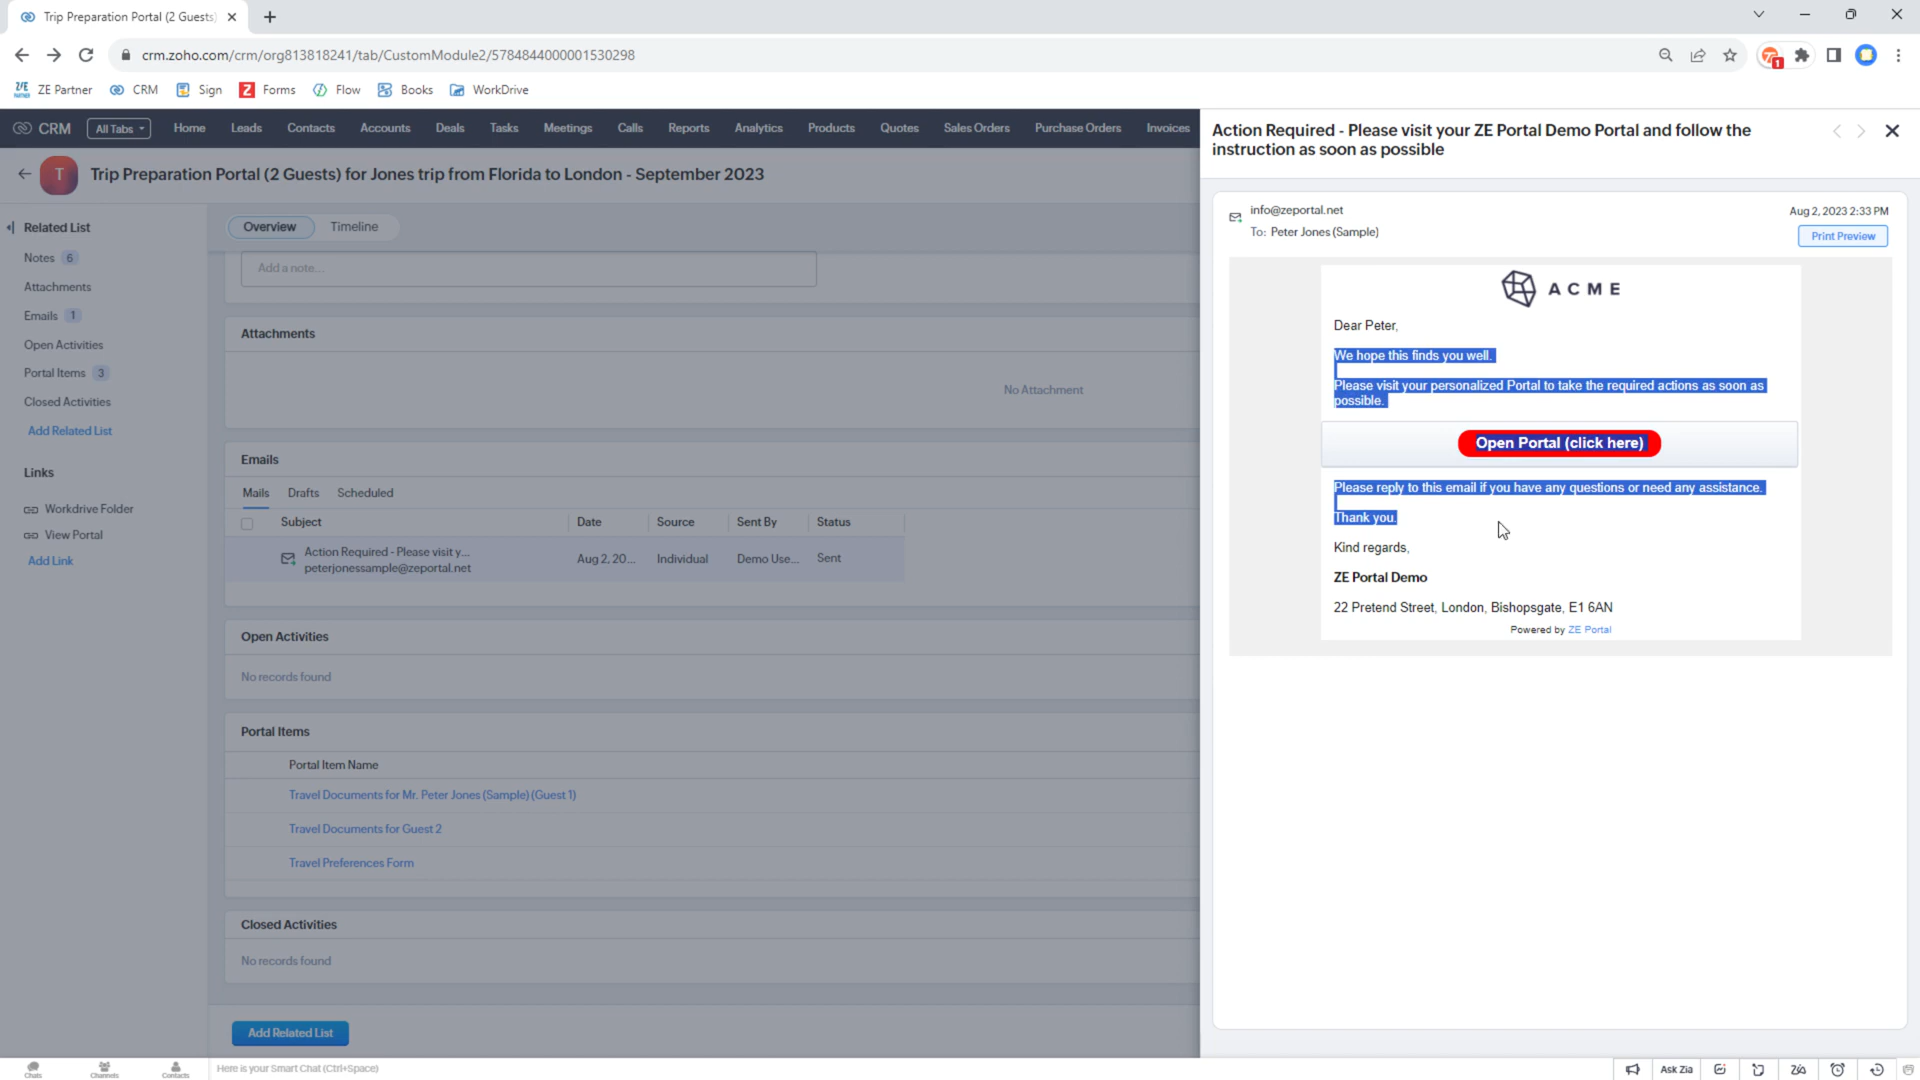 Trip Preparation Portal (2 Guests)
crm.zoho.com/crm/org813818241/tab/CustomModule2/5784844000001530298
1
ZE Partner
CRM
Sign
Forms
Flow
Books
WorkDrive
CRM
All Tabs
Home
Leads
Contacts
Accounts
Deals
Tasks
Meetings
Calls
Reports
Analytics
Products
Quotes
Sales Orders
Purchase Orders
Invoices
T
Trip Preparation Portal (2 Guests) for Jones trip from Florida to London - September 2023
Related List
Notes 6
Attachments
Emails 1
Open Activities
Portal Items 3
Closed Activities
Add Related List
Links
Workdrive Folder
View Portal
Add Link
Overview
Timeline
Add a note...
Attachments
No Attachment
Emails
Mails
Drafts
Scheduled
Subject
Date
Source
Sent By
Status
Action Required - Please visit y...
peterjonessample@zeportal.net
Aug 2, 20...
Individual
Demo Use...
Sent
Open Activities
No records found
Portal Items
Portal Item Name
Travel Documents for Mr. Peter Jones (Sample) (Guest 1)
Travel Documents for Guest 2
Travel Preferences Form
Closed Activities
No records found
Add Related List
Action Required - Please visit your ZE Portal Demo Portal and follow the
instruction as soon as possible
info@zeportal.net
To: Peter Jones (Sample)
Aug 2, 2023 2:33 PM
Print Preview
ACME
Dear Peter,
We hope this finds you well.
Please visit your personalized Portal to take the required actions as soon as
possible.
Open Portal (click here)
Please reply to this email if you have any questions or need any assistance.
Thank you.
Kind regards,
ZE Portal Demo
22 Pretend Street, London, Bishopsgate, E1 6AN
Powered by ZE Portal
Chats
Channels
Contacts
Here is your Smart Chat (Ctrl+Space)
Ask Zia